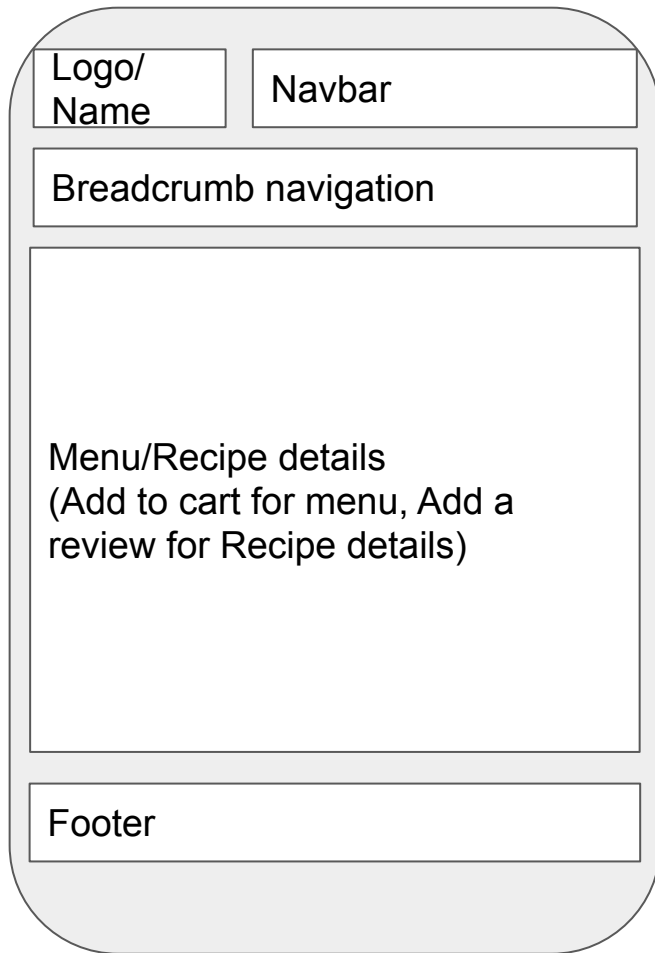 Logo/
Name
Navbar
Breadcrumb navigation
Menu/Recipe details
(Add to cart for menu, Add a
review for Recipe details)
Footer